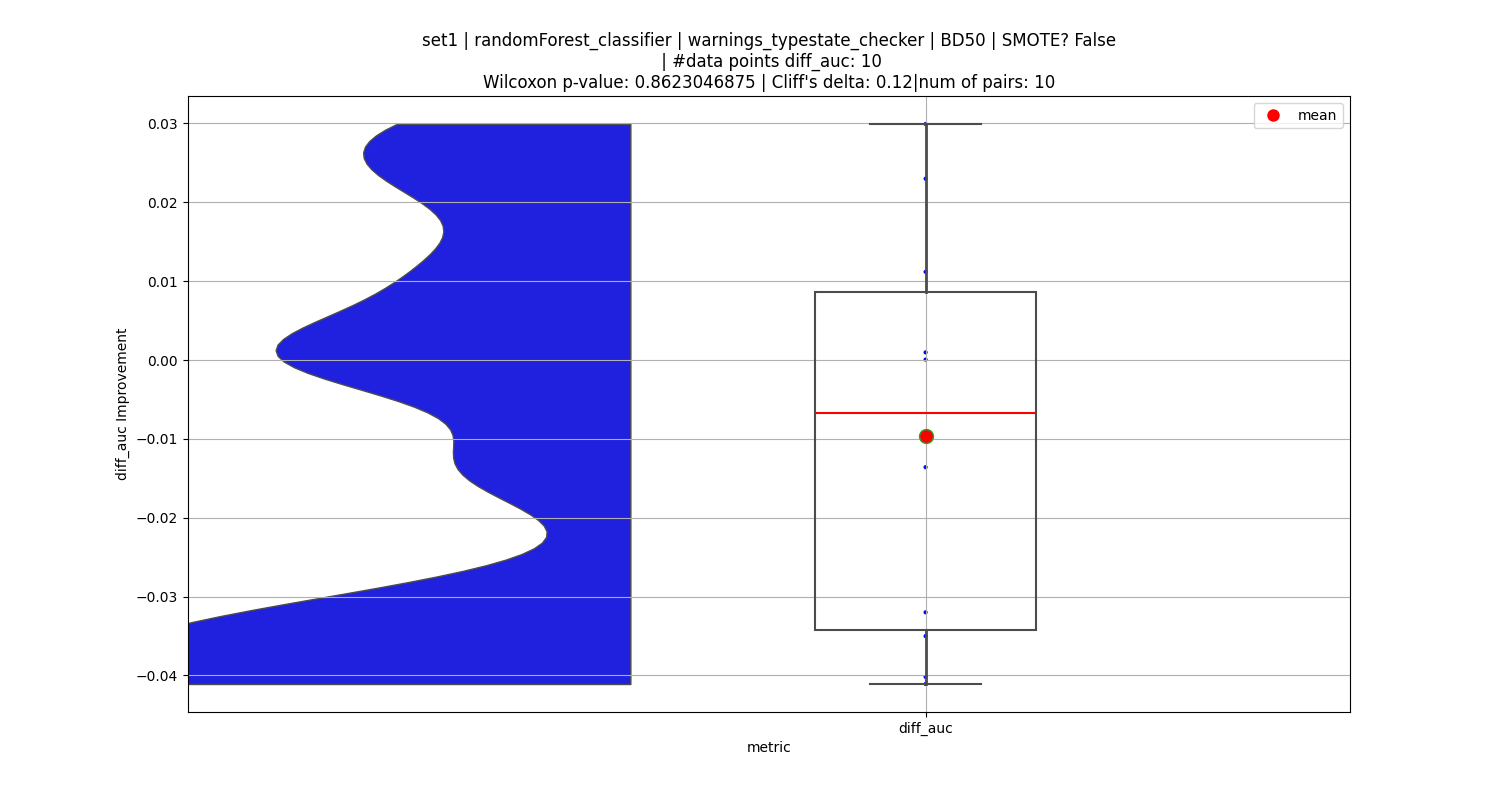 set1 | randomForest_classifier | warnings_typestate_checker | BD50 | SMOTE? False
| #data points diff_auc: 10
Wilcoxon p-value: 0.8623046875 | Cliff's delta: 0.12|num of pairs: 10
mean
0.03
0.02
0.01
0.00
−0.01
−0.02
−0.03
−0.04
diff_auc Improvement
diff_auc
metric